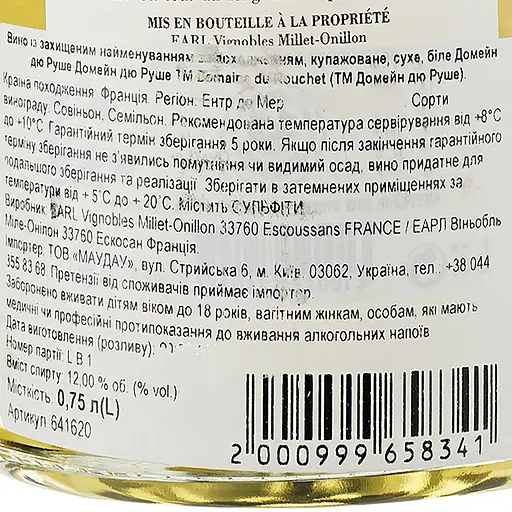 MIS EN BOUTEILLE À LA PROPRIÉTÉ
EARL Vignobles Millet-Onillon
Вино із захищеним найменуванням за походженням, купажоване, сухе, біле Домейн
дю Руше Домейн дю Руше ТМ Domaine du Rouchet (ТМ Домейн дю Руше).
Країна походження Франція. Регіон: Ентр де Мер Сорти
винограду: Совіньон, Семільон. Рекомендована температура сервірування від +8°C
до +10°C Гарантійний термін зберігання 5 роки. Якщо після закінчення гарантійного
терміну зберігання не з'явились помутніння чи видимий осад, вино придатне для
подальшого зберігання та реалізації Зберігати в затемнених приміщеннях за
температури від + 5°C до + 20°C. Містить СУЛЬФІТИ
Виробник EARL Vignobles Millet-Onillon 33760 Escoussans FRANCE / ЕАРЛ Віньобль
Міле-Онілон 33760 Ескосан Франція.
Імпортер: ТОВ «МАУДАУ», вул. Стрийська 6, м. Київ, 03062, Україна, тел.: +38 044
355 83 68 Претензії від споживачів приймає імпортер.
Заборонено вживати дітям віком до 18 років, вагітним жінкам, особам, які мають
медичні чи професійні протипоказання до вживання алкогольних напоїв
Дата виготовлення (розливу):
Номер партії: L B 1
Вміст спирту: 12,00 % об. (% vol.)
Місткість: 0,75 л(L)
Артикул 641620
2 000999 658341